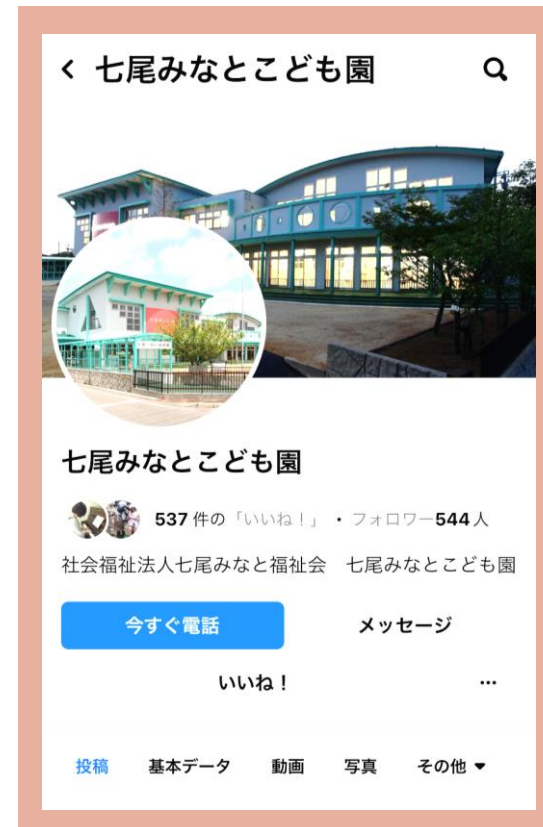 七尾みなとこども園
七尾みなとこども園
537 件の「いいね！」 • フォロワー544人
社会福祉法人七尾みなと福祉会　七尾みなとこども園
今すぐ電話 メッセージ
いいね！ ...
投稿 基本データ 動画 写真 その他 ▼